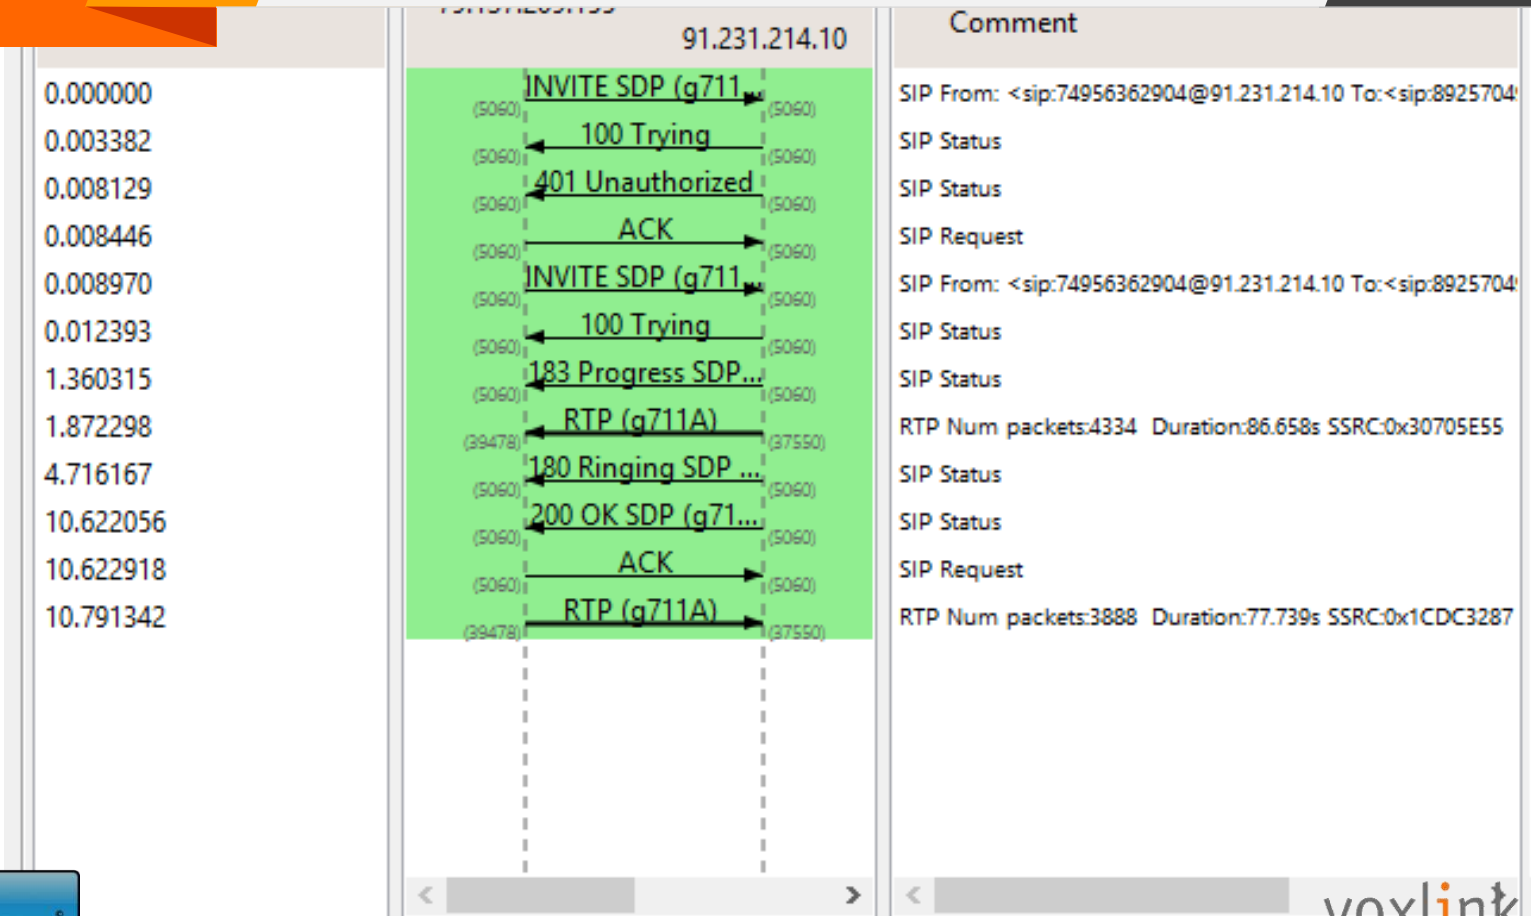 91.231.214.10
Comment
0.000000 INVITE SDP (g711... SIP From: <sip:74956362904@91.231.214.10 To:<sip:8925704
(5060) (5060)
0.003382 100 Trying SIP Status
(5060) (5060)
0.008129 401 Unauthorized SIP Status
(5060) (5060)
0.008446 ACK SIP Request
(5060) (5060)
0.008970 INVITE SDP (g711... SIP From: <sip:74956362904@91.231.214.10 To:<sip:8925704
(5060) (5060)
0.012393 100 Trying SIP Status
(5060) (5060)
1.360315 183 Progress SDP... SIP Status
(5060) (5060)
1.872298 RTP (g711A) RTP Num packets:4334 Duration:86.658s SSRC:0x30705E55
(39478) (37550)
4.716167 180 Ringing SDP ... SIP Status
(5060) (5060)
10.622056 200 OK SDP (g71... SIP Status
(5060) (5060)
10.622918 ACK SIP Request
(5060) (5060)
10.791342 RTP (g711A) RTP Num packets:3888 Duration:77.739s SSRC:0x1CDC3287
(39478) (37550)
voxlink